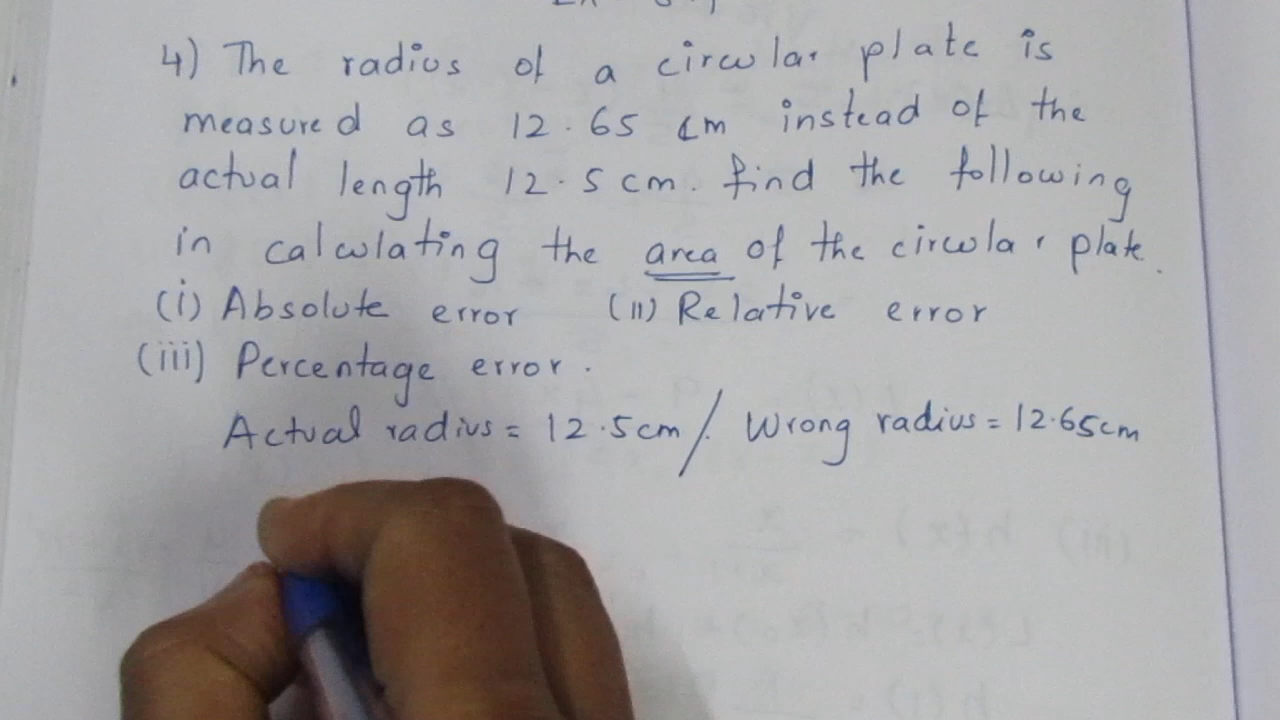 4) The radius of a circular plate is
measured as 12.65 cm instead of the
actual length 12.5 cm. find the following
in calculating the area of the circular plate.
(i) Absolute error (ii) Relative error
(iii) Percentage error.
Actual radius = 12.5cm / Wrong radius = 12.65cm